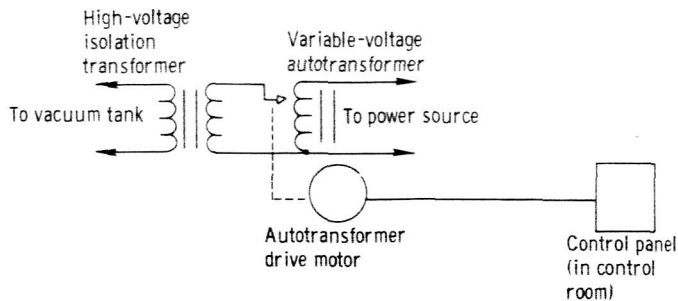 High-voltage
isolation
transformer
Variable-voltage
autotransformer
To vacuum tank
To power source
Autotransformer
drive motor
Control panel
(in control
room)